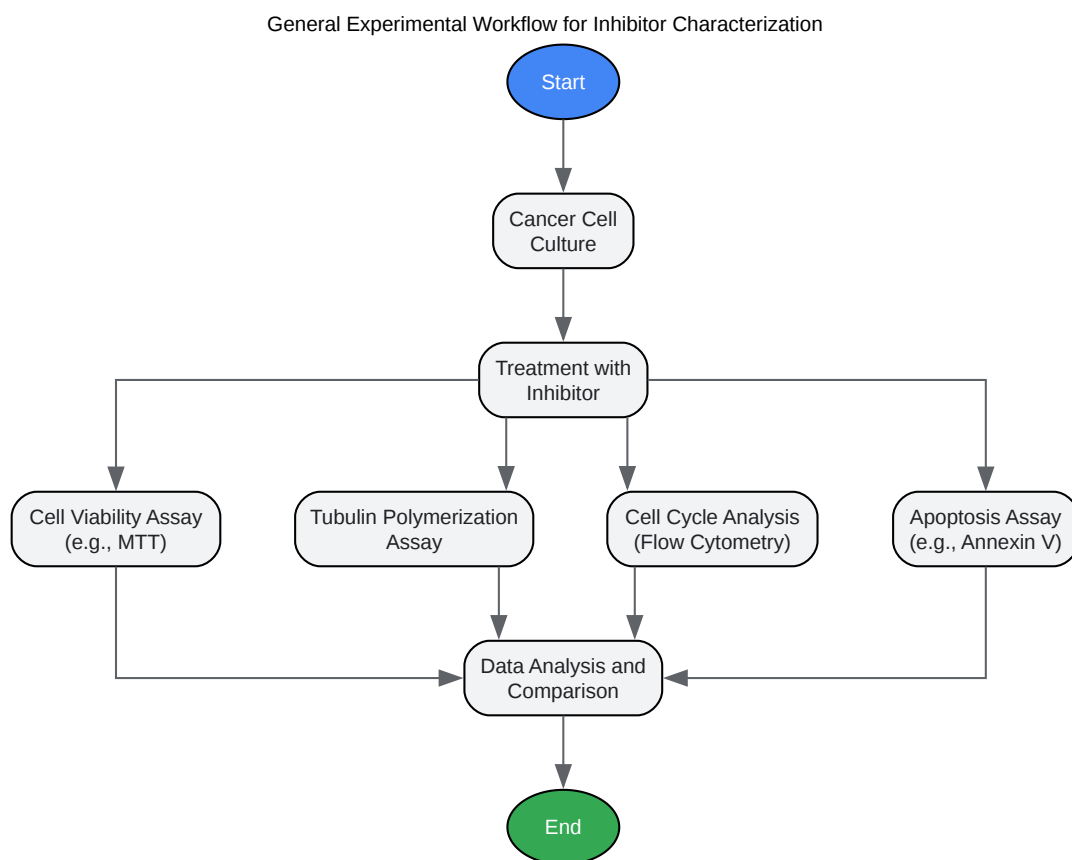 General Experimental Workflow for Inhibitor Characterization
Start
Cancer Cell
Culture
Treatment with
Inhibitor
Cell Viability Assay
(e.g., MTT)
Tubulin Polymerization
Assay
Cell Cycle Analysis
(Flow Cytometry)
Apoptosis Assay
(e.g., Annexin V)
Data Analysis and
Comparison
End